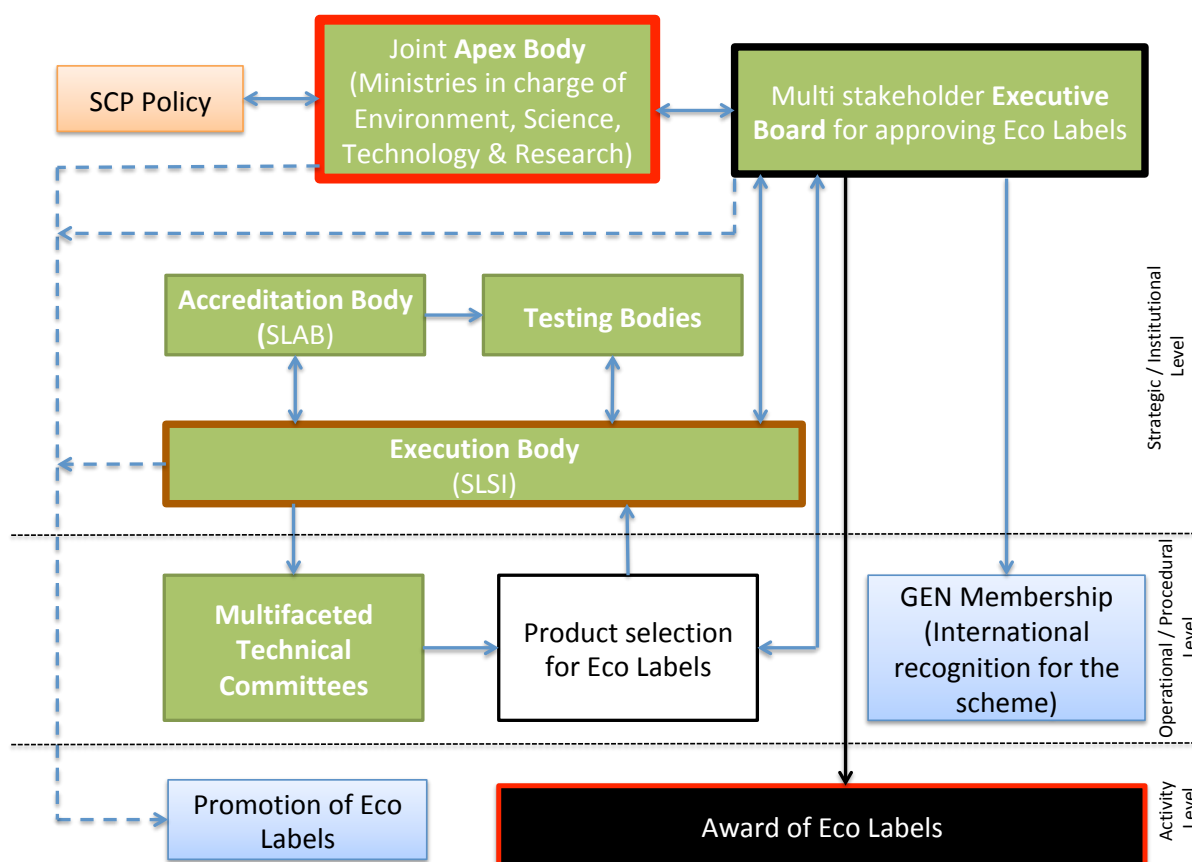 Joint Apex Body
(Ministries in charge of
Environment, Science,
Technology & Research)
SCP Policy
Multi stakeholder Executive
Board for approving Eco Labels
Accreditation Body
(SLAB)
Testing Bodies
Execution Body
(SLSI)
Strategic / Institutional
Level
Multifaceted
Technical
Committees
Product selection
for Eco Labels
GEN Membership
(International
recognition for the
scheme)
Operational / Procedural
Level
Promotion of Eco
Labels
Award of Eco Labels
Activity
Level